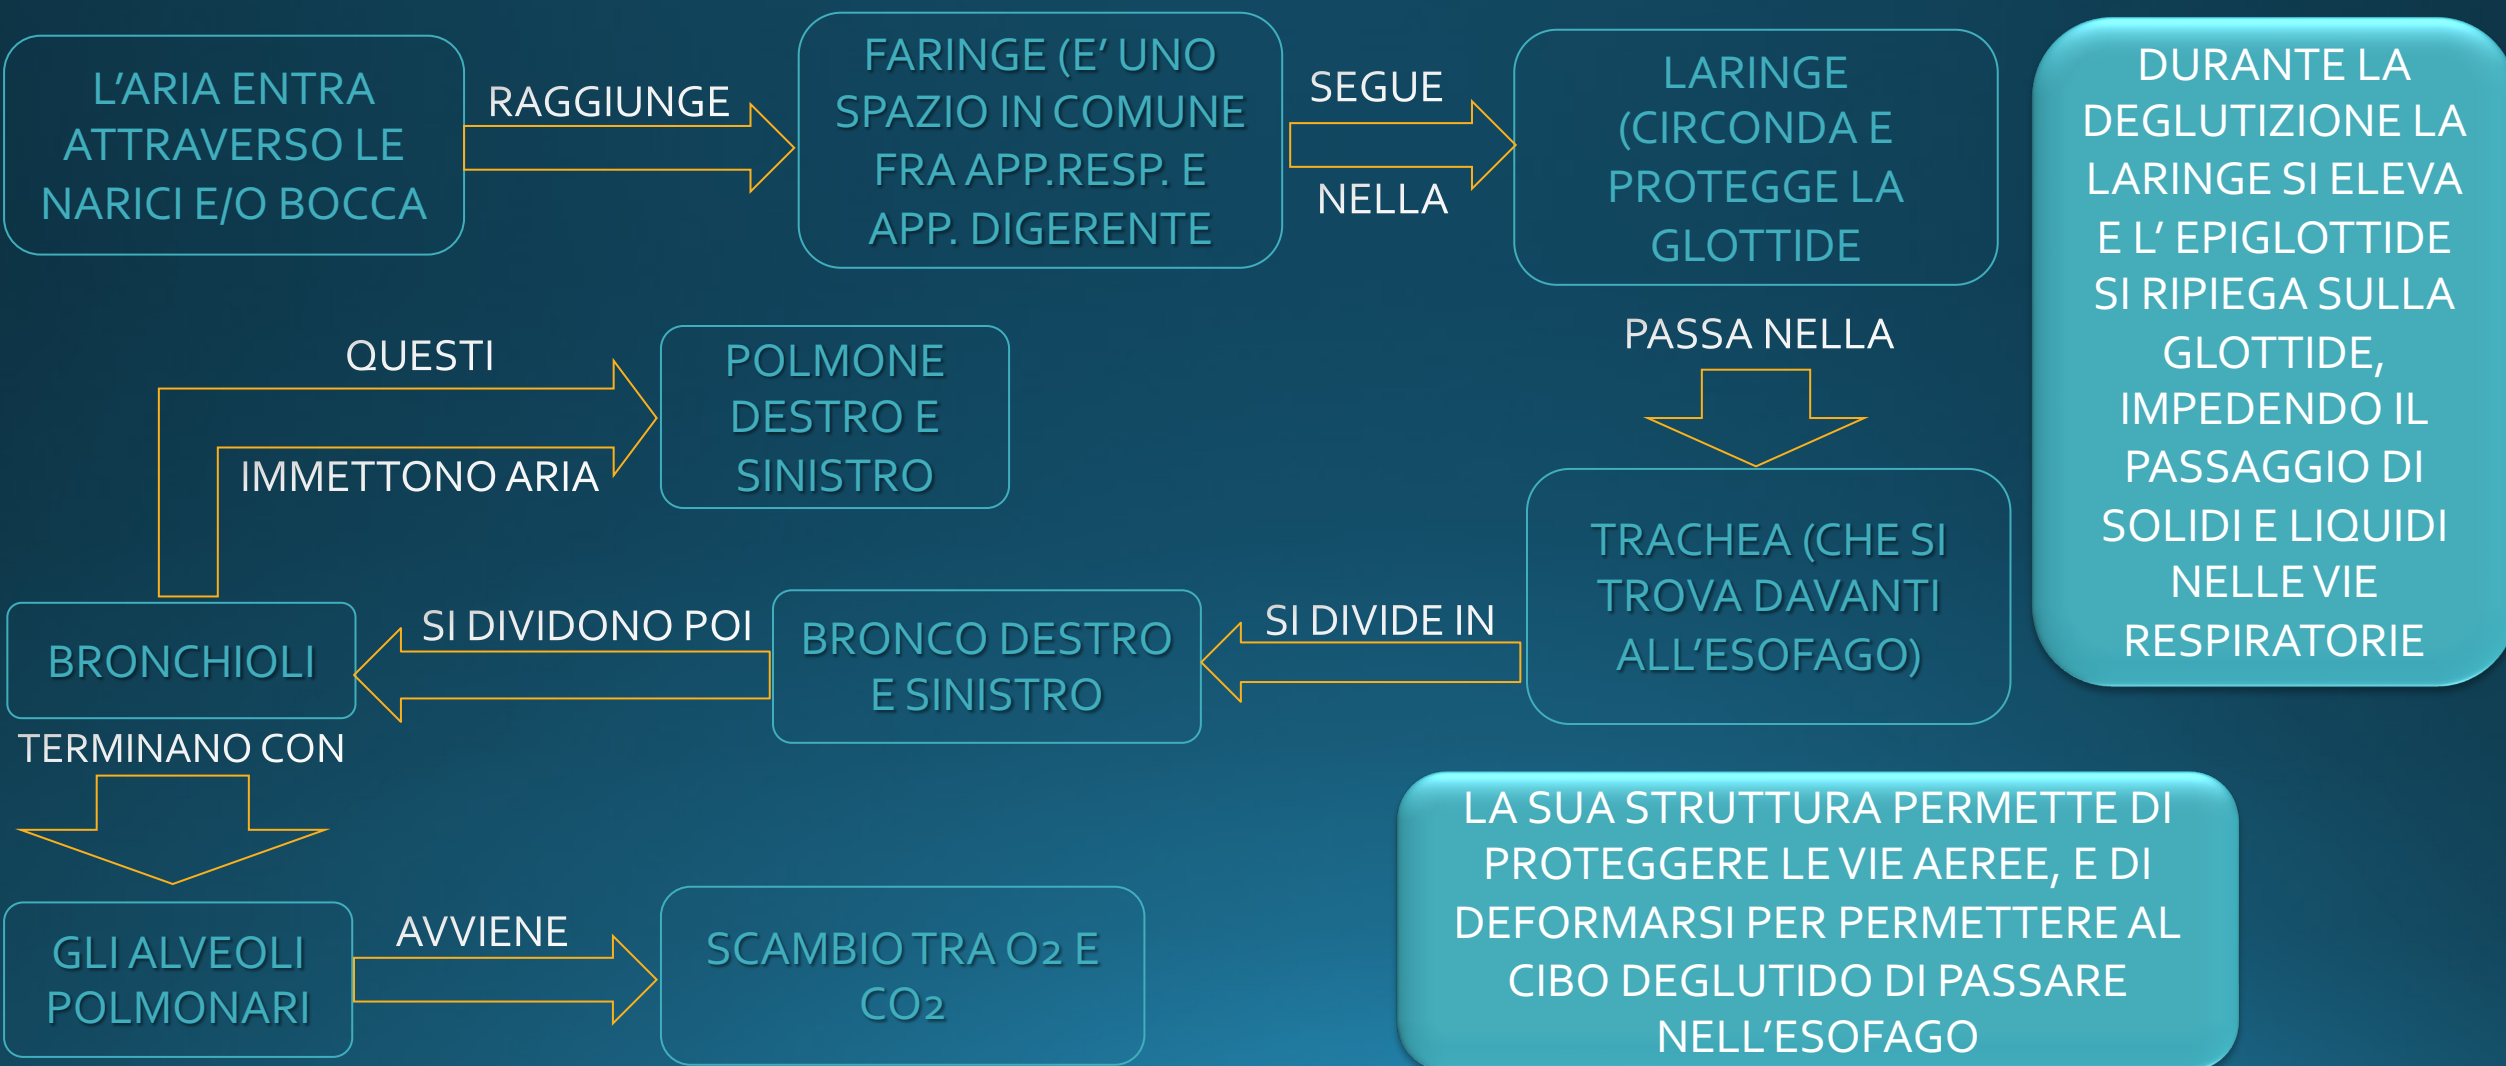 L'ARIA ENTRA
ATTRAVERSO LE
NARICI E/O BOCCA
RAGGIUNGE
FARINGE (E' UNO
SPAZIO IN COMUNE
FRA APP.RESP. E
APP. DIGERENTE
SEGUE
NELLA
LARINGE
(CIRCONDA E
PROTEGGE LA
GLOTTIDE
DURANTE LA
DEGLUTIZIONE LA
LARINGE SI ELEVA
E L' EPIGLOTTIDE
SI RIPIEGA SULLA
GLOTTIDE,
IMPEDENDO IL
PASSAGGIO DI
SOLIDI E LIQUIDI
NELLE VIE
RESPIRATORIE
PASSA NELLA
TRACHEA (CHE SI
TROVA DAVANTI
ALL'ESOFAGO)
LA SUA STRUTTURA PERMETTE DI
PROTEGGERE LE VIE AEREE, E DI
DEFORMARSI PER PERMETTERE AL
CIBO DEGLUTIDO DI PASSARE
NELL'ESOFAGO
SI DIVIDE IN
BRONCO DESTRO
E SINISTRO
SI DIVIDONO POI
BRONCHIOLI
QUESTI
IMMETTONO ARIA
POLMONE
DESTRO E
SINISTRO
TERMINANO CON
GLI ALVEOLI
POLMONARI
AVVIENE
SCAMBIO TRA O2 E
CO2